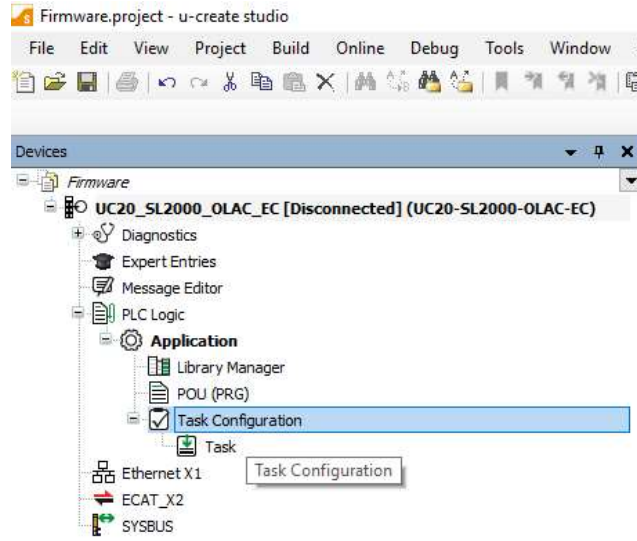 Firmware.project - u-create studio
File Edit View Project Build Online Debug Tools Window
Devices
Firmware
UC20_SL2000_OLAC_EC [Disconnected] (UC20-SL2000-OLAC-EC)
Diagnostics
Expert Entries
Message Editor
PLC Logic
Application
Library Manager
POU (PRG)
Task Configuration
Task
Ethernet X1
Task Configuration
ECAT_X2
SYSBUS